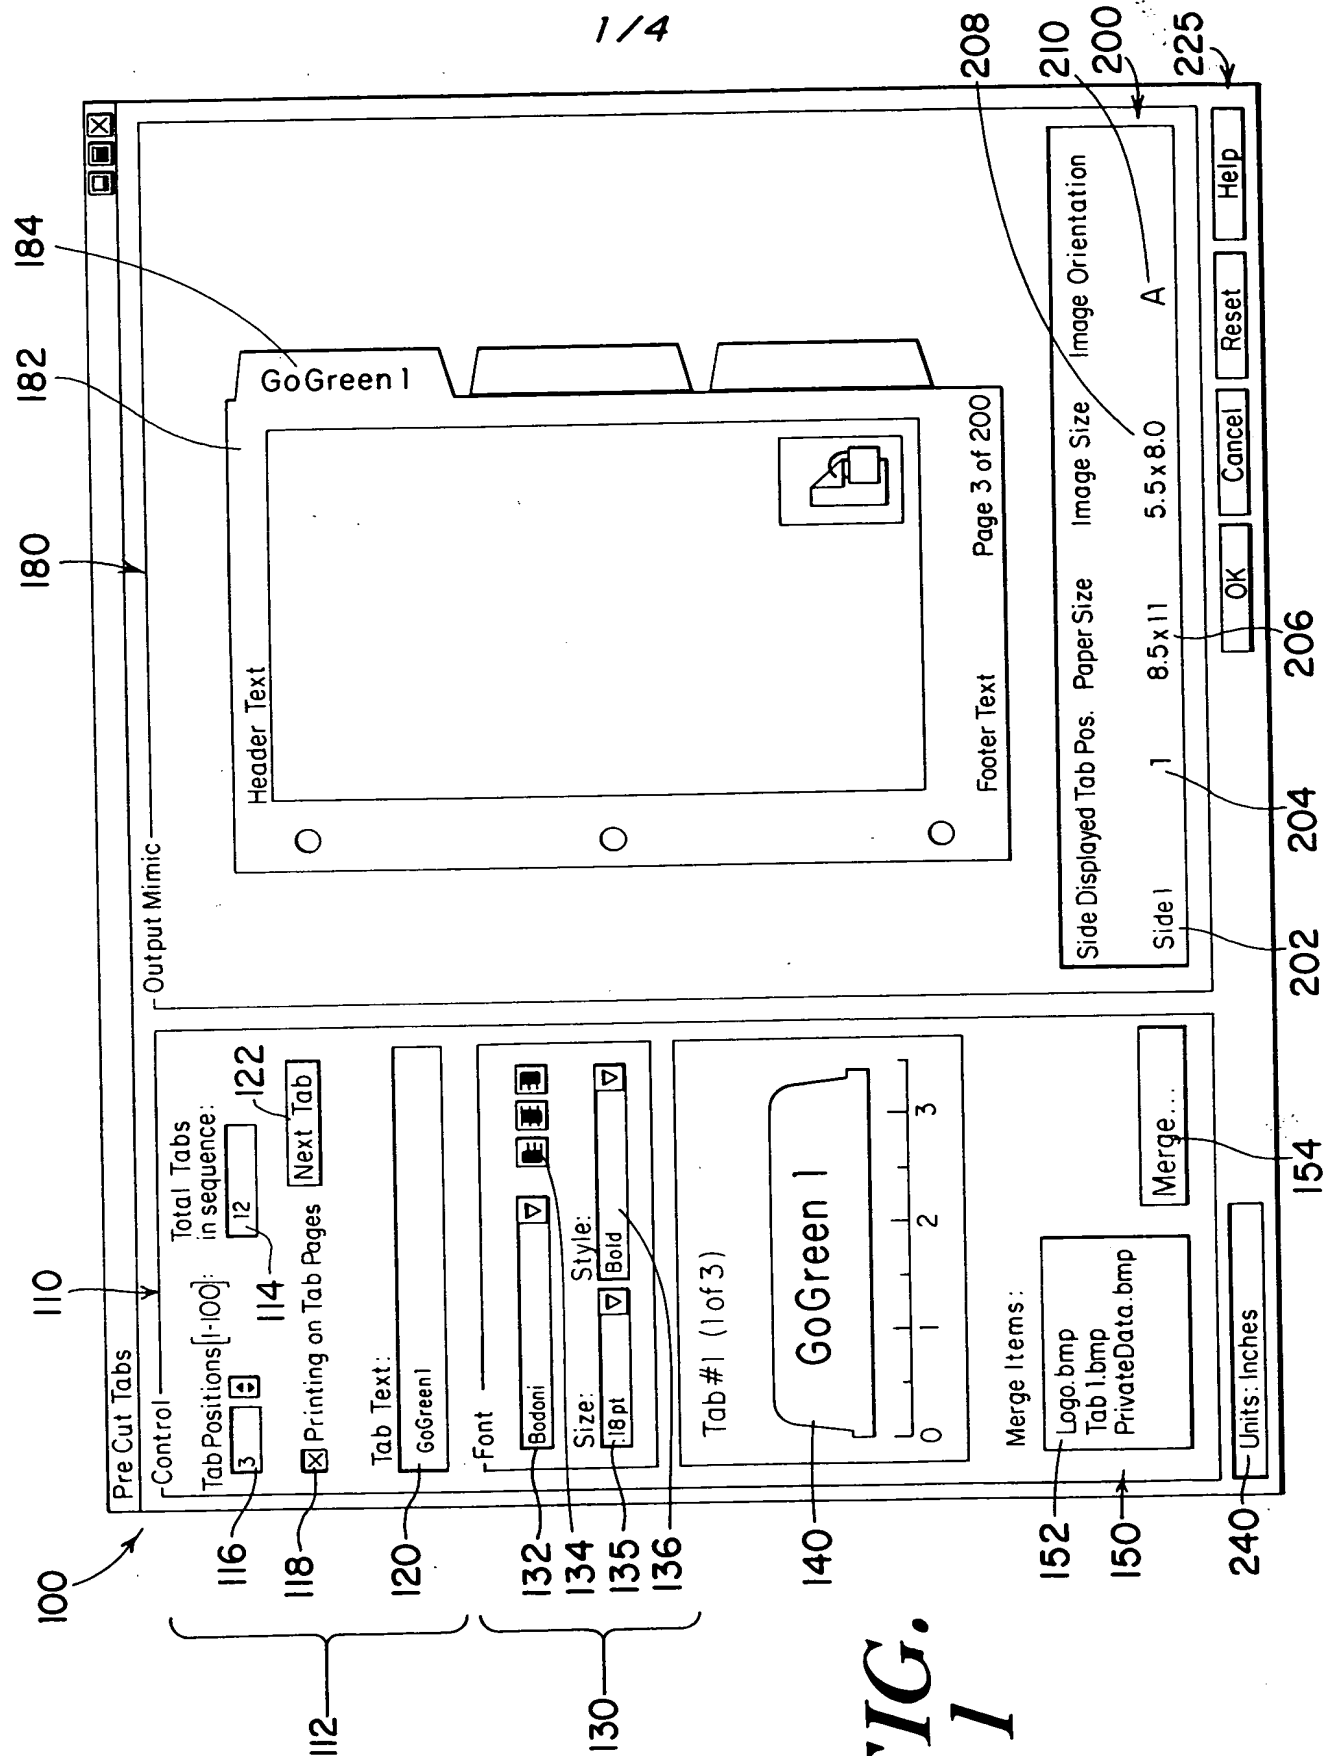 1/4
100
Pre Cut Tabs
110
Control
Tab Positions [1-100]:
Total Tabs
in sequence:
116
3
12
114
122
118
Printing on Tab Pages
Next Tab
112
Tab Text:
120
GoGreen1
Font
132
Bodoni
134
Size:
Style:
135
:18pt
Bold
136
130
Tab #1 (1 of 3)
140
GoGreen 1
0 1 2 3
Merge Items:
152
Logo.bmp
Tab 1.bmp
PrivateData.bmp
150
Merge...
154
240
Units: Inches
180
182
184
Output Mimic
Header Text
GoGreen 1
Footer Text
Page 3 of 200
Side Displayed Tab Pos. Paper Size Image Size Image Orientation
Side 1 1 8.5x11 5.5x8.0 A
202
204
206
208
210
200
225
OK
Cancel
Reset
Help
FIG.
1